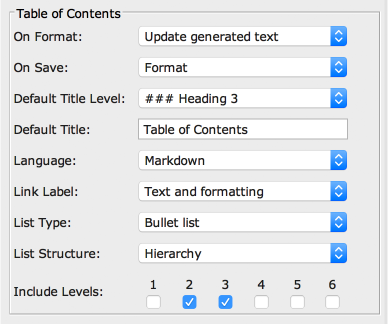 Table of Contents
On Format: Update generated text
On Save: Format
Default Title Level: ### Heading 3
Default Title: Table of Contents
Language: Markdown
Link Label: Text and formatting
List Type: Bullet list
List Structure: Hierarchy
1 2 3 4 5 6
Include Levels: